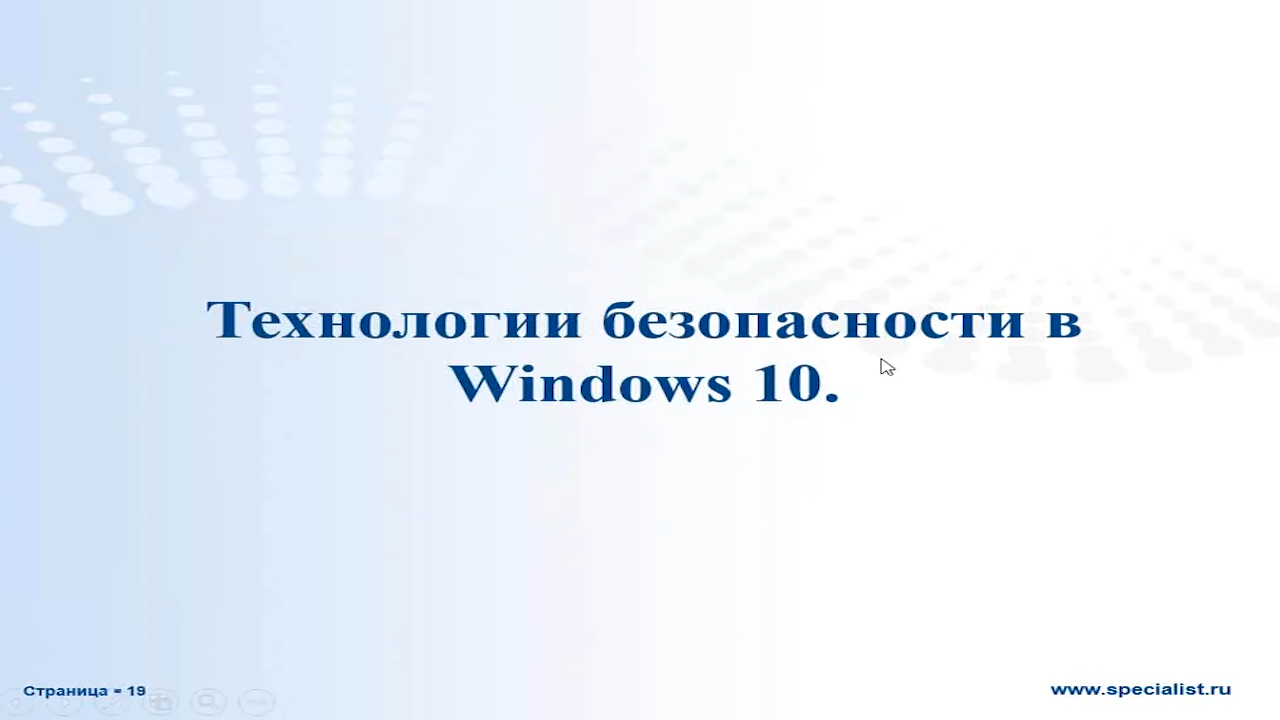 Технологии безопасности в
Windows 10.
Страница - 19
www.specialist.ru